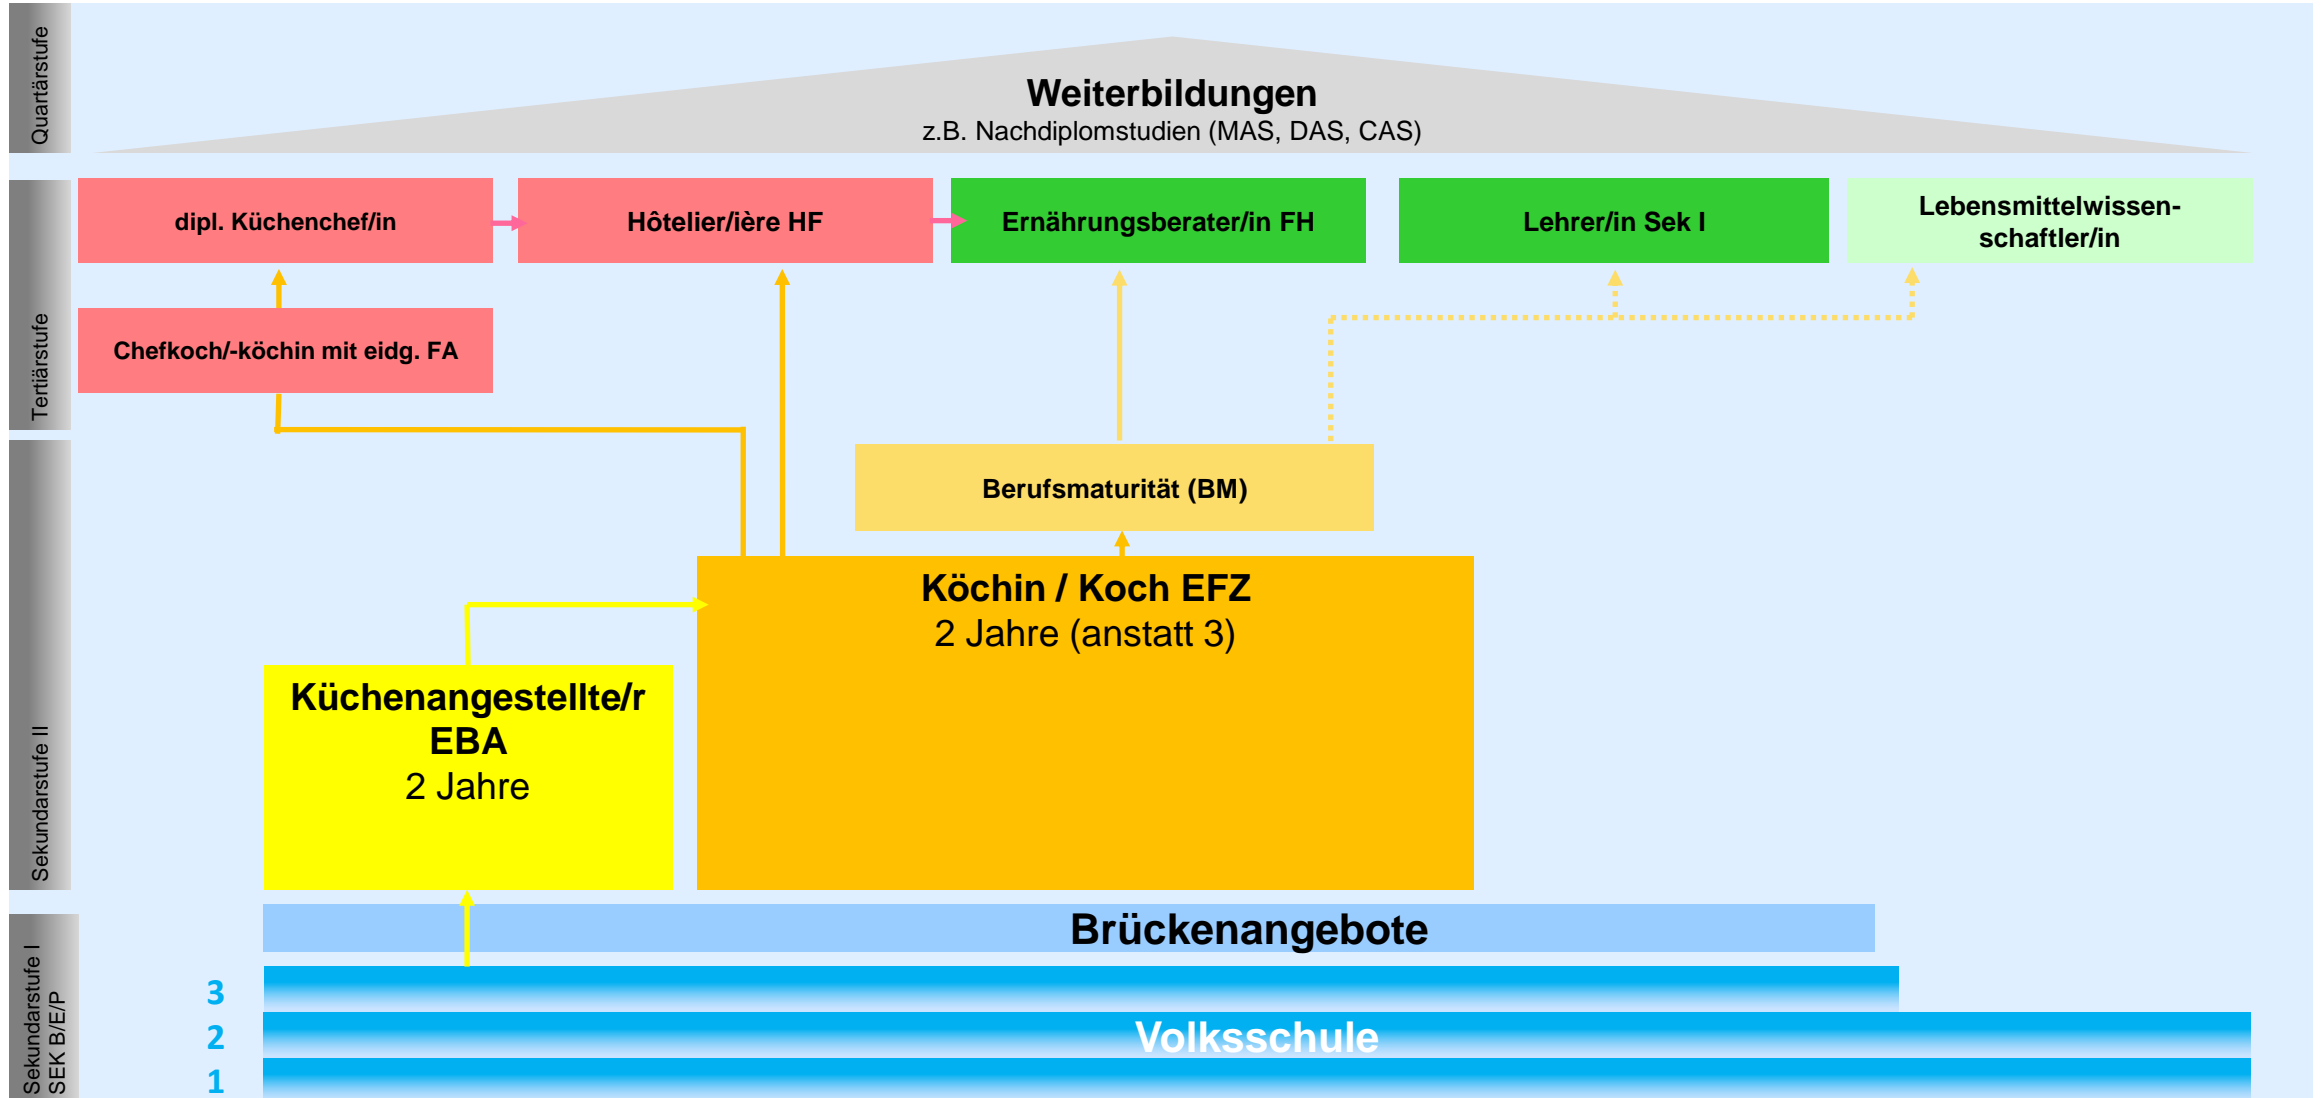 Quartärstufe
Weiterbildungen
z.B. Nachdiplomstudien (MAS, DAS, CAS)
Tertiärstufe
dipl. Küchenchef/in
Hôtelier/ière HF
Ernährungsberater/in FH
Lehrer/in Sek I
Lebensmittelwissen-
schaftler/in
Chefkoch/-köchin mit eidg. FA
Sekundarstufe II
Berufsmaturität (BM)
Köchin / Koch EFZ
2 Jahre (anstatt 3)
Küchenangestellte/r
EBA
2 Jahre
Brückenangebote
Sekundarstufe I
SEK B/E/P
3
2
Volksschule
1